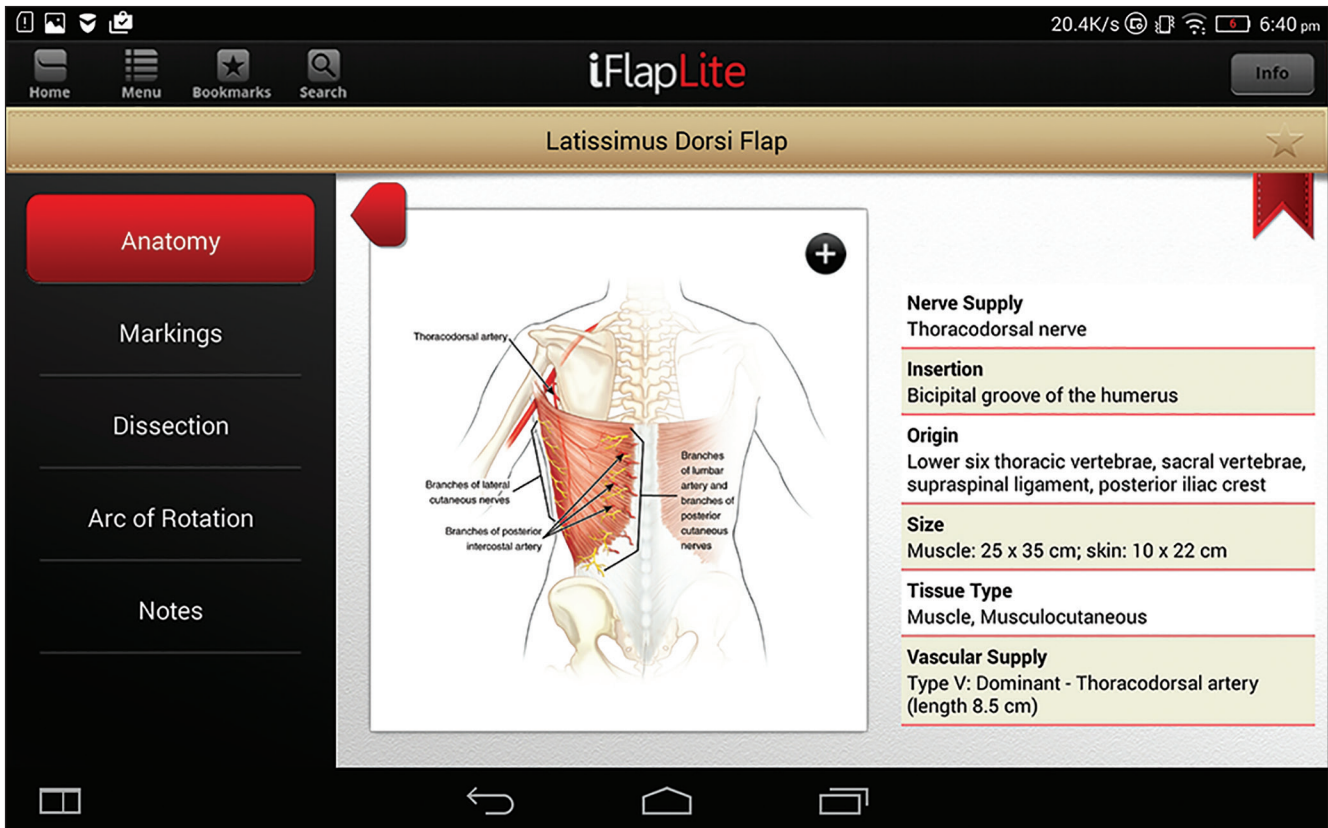 20.4K/s 6 6:40 pm
Home Menu Bookmarks Search
iFlapLite
Info
Latissimus Dorsi Flap
Anatomy
Markings
Dissection
Arc of Rotation
Notes
Thoracodorsal artery
Branches of lateral
cutaneous nerves
Branches of posterior
intercostal artery
Branches
of lumbar
artery and
branches of
posterior
cutaneous
nerves
Nerve Supply
Thoracodorsal nerve
Insertion
Bicipital groove of the humerus
Origin
Lower six thoracic vertebrae, sacral vertebrae,
supraspinal ligament, posterior iliac crest
Size
Muscle: 25 x 35 cm; skin: 10 x 22 cm
Tissue Type
Muscle, Musculocutaneous
Vascular Supply
Type V: Dominant - Thoracodorsal artery
(length 8.5 cm)